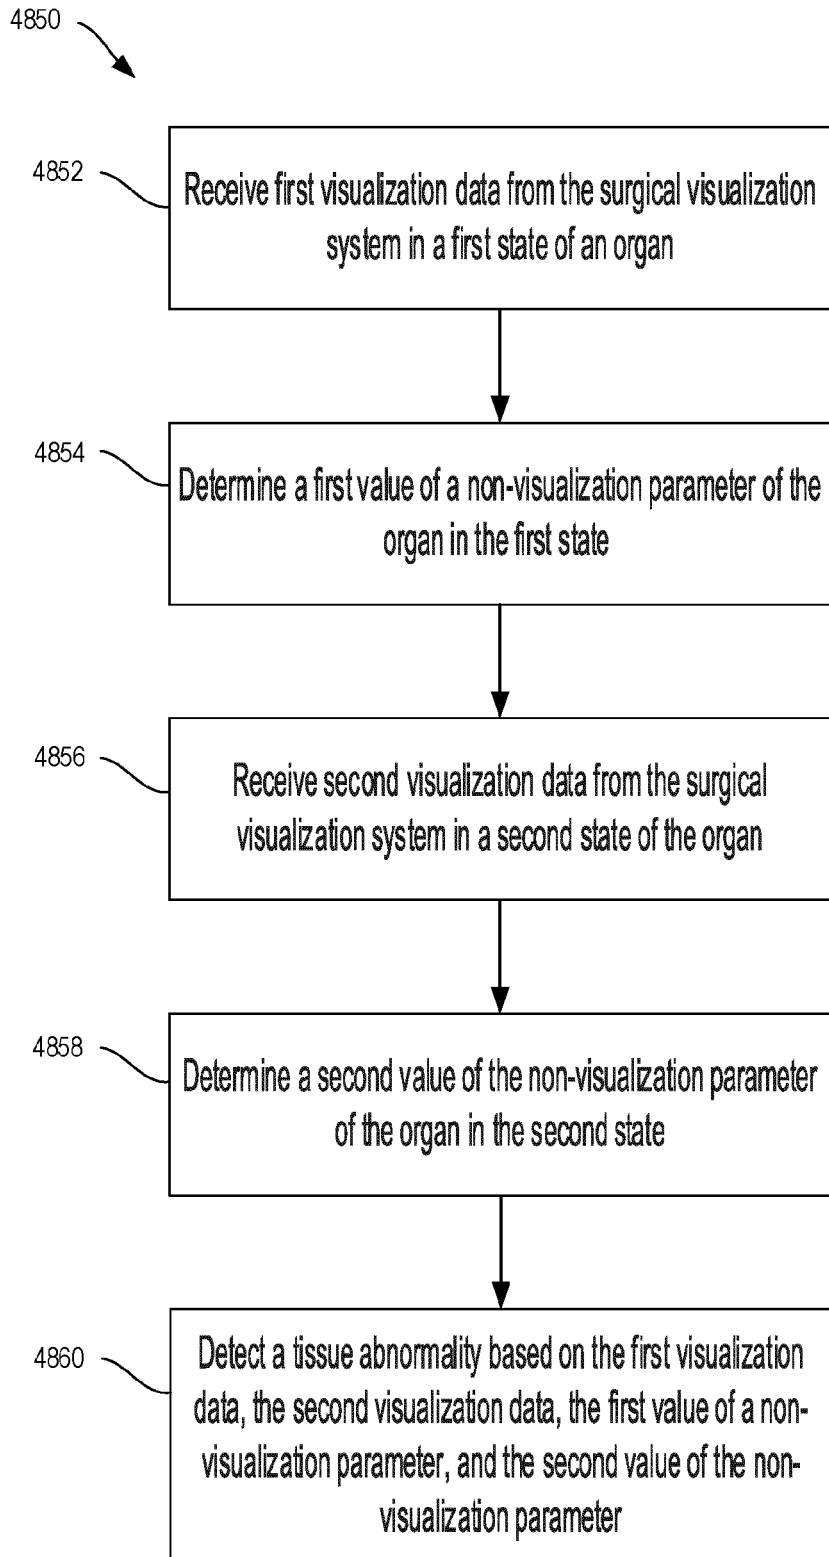 4850
4852
Receive first visualization data from the surgical visualization
system in a first state of an organ
4854
Determine a first value of a non-visualization parameter of the
organ in the first state
4856
Receive second visualization data from the surgical
visualization system in a second state of the organ
4858
Determine a second value of the non-visualization parameter
of the organ in the second state
4860
Detect a tissue abnormality based on the first visualization
data, the second visualization data, the first value of a non-
visualization parameter, and the second value of the non-
visualization parameter